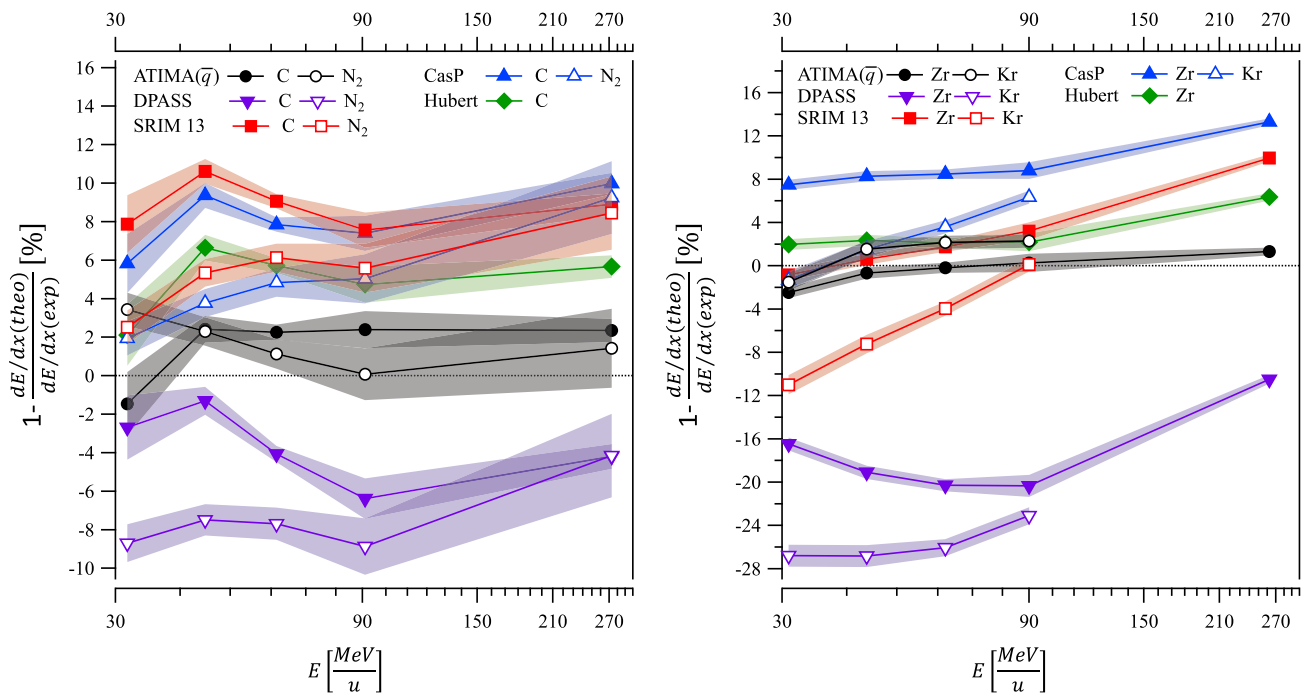 30 90 150 210 270
16
14
12
10
8
6
4
2
0
-2
-4
-6
-8
-10
ATIMA(q̅) C N₂ CasP C N₂
DPASS C N₂ Hubert C
SRIM 13 C N₂
1- dE/dx(theo) / dE/dx(exp) [%]
30 90 150 210 270
E [MeV/u]
30 90 150 210 270
16
12
8
4
0
-4
-8
-12
-16
-20
-24
-28
ATIMA(q̅) Zr Kr CasP Zr Kr
DPASS Zr Kr Hubert Zr
SRIM 13 Zr Kr
1- dE/dx(theo) / dE/dx(exp) [%]
30 90 150 210 270
E [MeV/u]